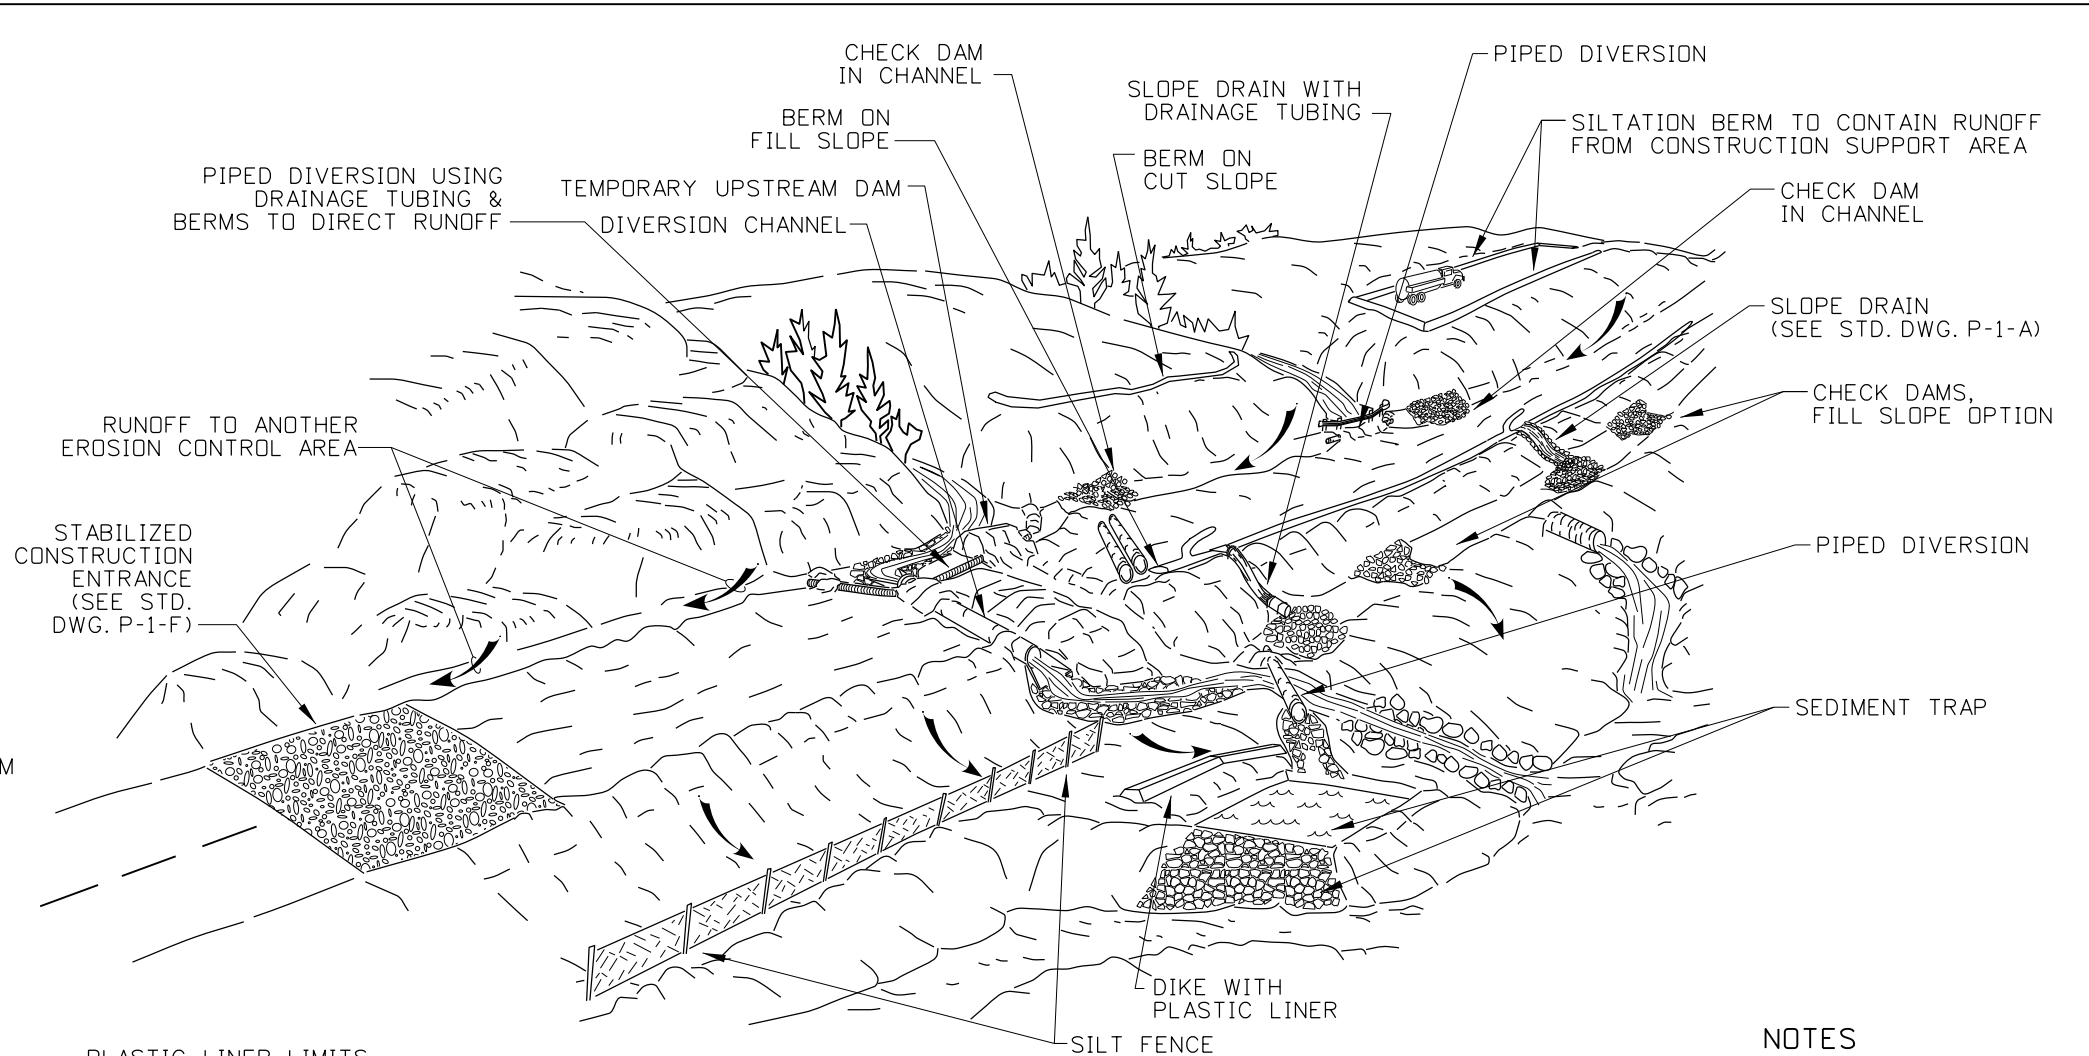 CHECK DAM
IN CHANNEL
PIPED DIVERSION
SLOPE DRAIN WITH
DRAINAGE TUBING
BERM ON
FILL SLOPE
SILTATION BERM TO CONTAIN RUNOFF
FROM CONSTRUCTION SUPPORT AREA
BERM ON
CUT SLOPE
PIPED DIVERSION USING
DRAINAGE TUBING &
BERMS TO DIRECT RUNOFF
TEMPORARY UPSTREAM DAM
DIVERSION CHANNEL
CHECK DAM
IN CHANNEL
SLOPE DRAIN
(SEE STD. DWG. P-1-A)
CHECK DAMS,
FILL SLOPE OPTION
RUNOFF TO ANOTHER
EROSION CONTROL AREA
STABILIZED
CONSTRUCTION
ENTRANCE
(SEE STD.
DWG. P-1-F)
PIPED DIVERSION
SEDIMENT TRAP
M
DIKE WITH
PLASTIC LINER
SILT FENCE
NOTES
PLASTIC LINER LIMITS